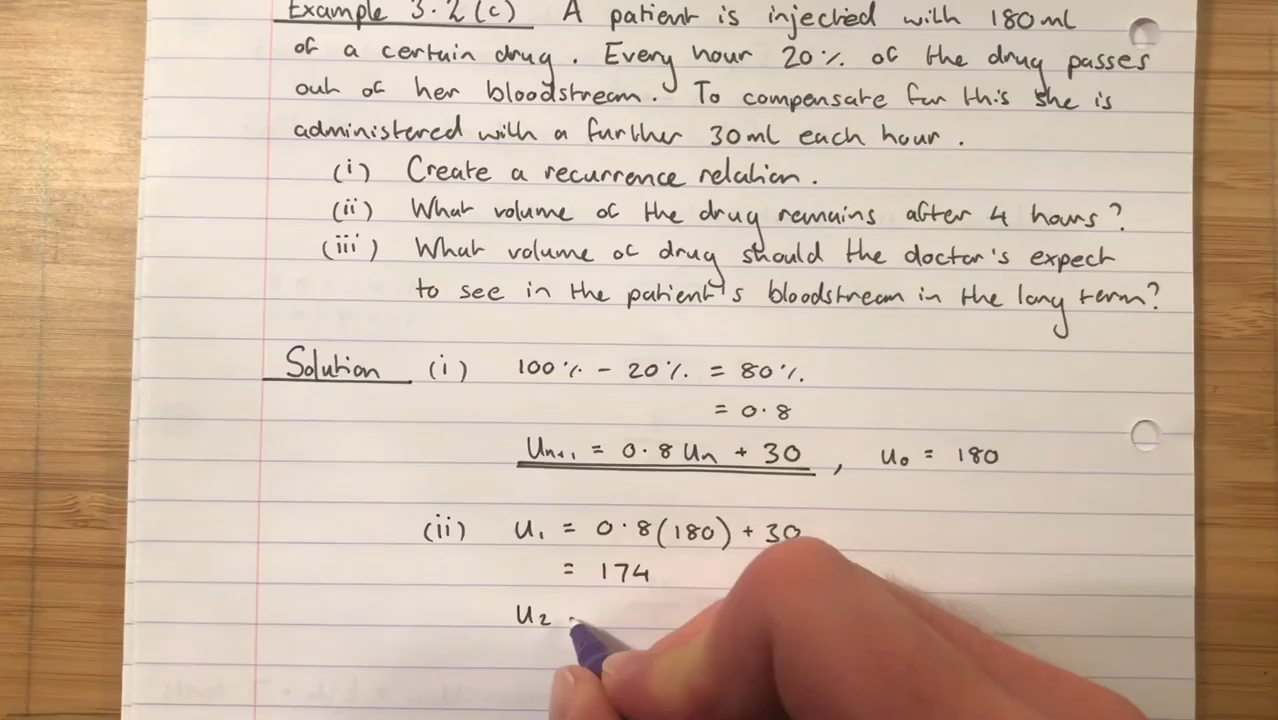 Example 3.2(c) A patient is injected with 180ml
of a certain drug. Every hour 20% of the drug passes
out of her bloodstream. To compensate for this she is
administered with a further 30ml each hour.
(i) Create a recurrence relation.
(ii) What volume of the drug remains after 4 hours?
(iii) What volume of drug should the doctor's expect
to see in the patient's bloodstream in the long term?
Solution (i) 100% - 20% = 80%
= 0.8
Un+1 = 0.8 Un + 30, u0 = 180
(ii) U1 = 0.8(180) + 30
= 174
U2